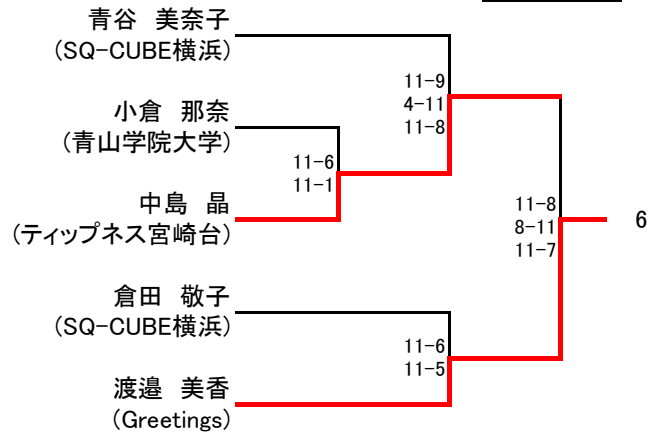 青谷 美奈子
(SQ-CUBE横浜)
11-9
4-11
11-8
小倉 那奈
(青山学院大学)
11-6
11-1
中島 晶
(ティップネス宮崎台)
11-8
8-11
11-7
6
倉田 敬子
(SQ-CUBE横浜)
11-6
11-5
渡邉 美香
(Greetings)